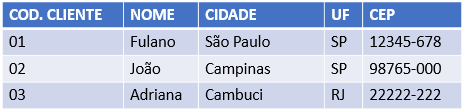 COD. CLIENTE NOME CIDADE UF CEP
01 Fulano São Paulo SP 12345-678
02 João Campinas SP 98765-000
03 Adriana Cambuci RJ 22222-222